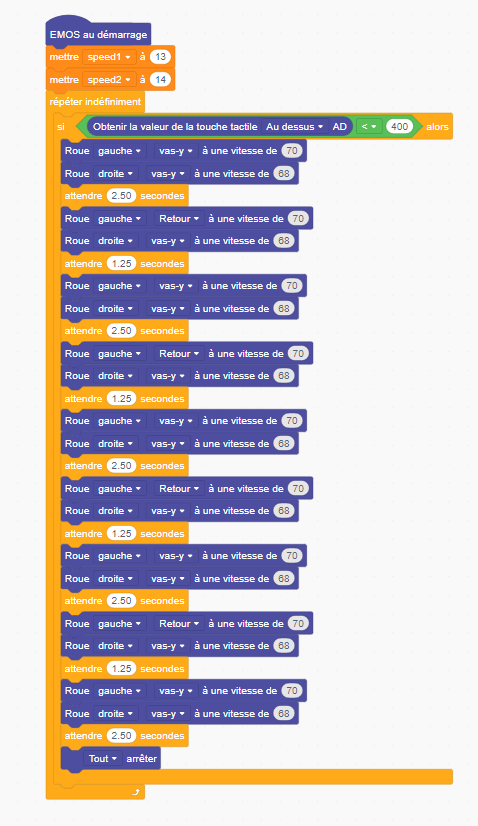 EMOS au démarrage
mettre speed1 à 13
mettre speed2 à 14
répéter indéfiniment
si Obtenir la valeur de la touche tactile Au dessus AD < 400 alors
Roue gauche vas-y à une vitesse de 70
Roue droite vas-y à une vitesse de 68
attendre 2.50 secondes
Roue gauche Retour à une vitesse de 70
Roue droite vas-y à une vitesse de 68
attendre 1.25 secondes
Roue gauche vas-y à une vitesse de 70
Roue droite vas-y à une vitesse de 68
attendre 2.50 secondes
Roue gauche Retour à une vitesse de 70
Roue droite vas-y à une vitesse de 68
attendre 1.25 secondes
Roue gauche vas-y à une vitesse de 70
Roue droite vas-y à une vitesse de 68
attendre 2.50 secondes
Roue gauche Retour à une vitesse de 70
Roue droite vas-y à une vitesse de 68
attendre 1.25 secondes
Roue gauche vas-y à une vitesse de 70
Roue droite vas-y à une vitesse de 68
attendre 2.50 secondes
Roue gauche Retour à une vitesse de 70
Roue droite vas-y à une vitesse de 68
attendre 1.25 secondes
Roue gauche vas-y à une vitesse de 70
Roue droite vas-y à une vitesse de 68
attendre 2.50 secondes
Tout arrêter